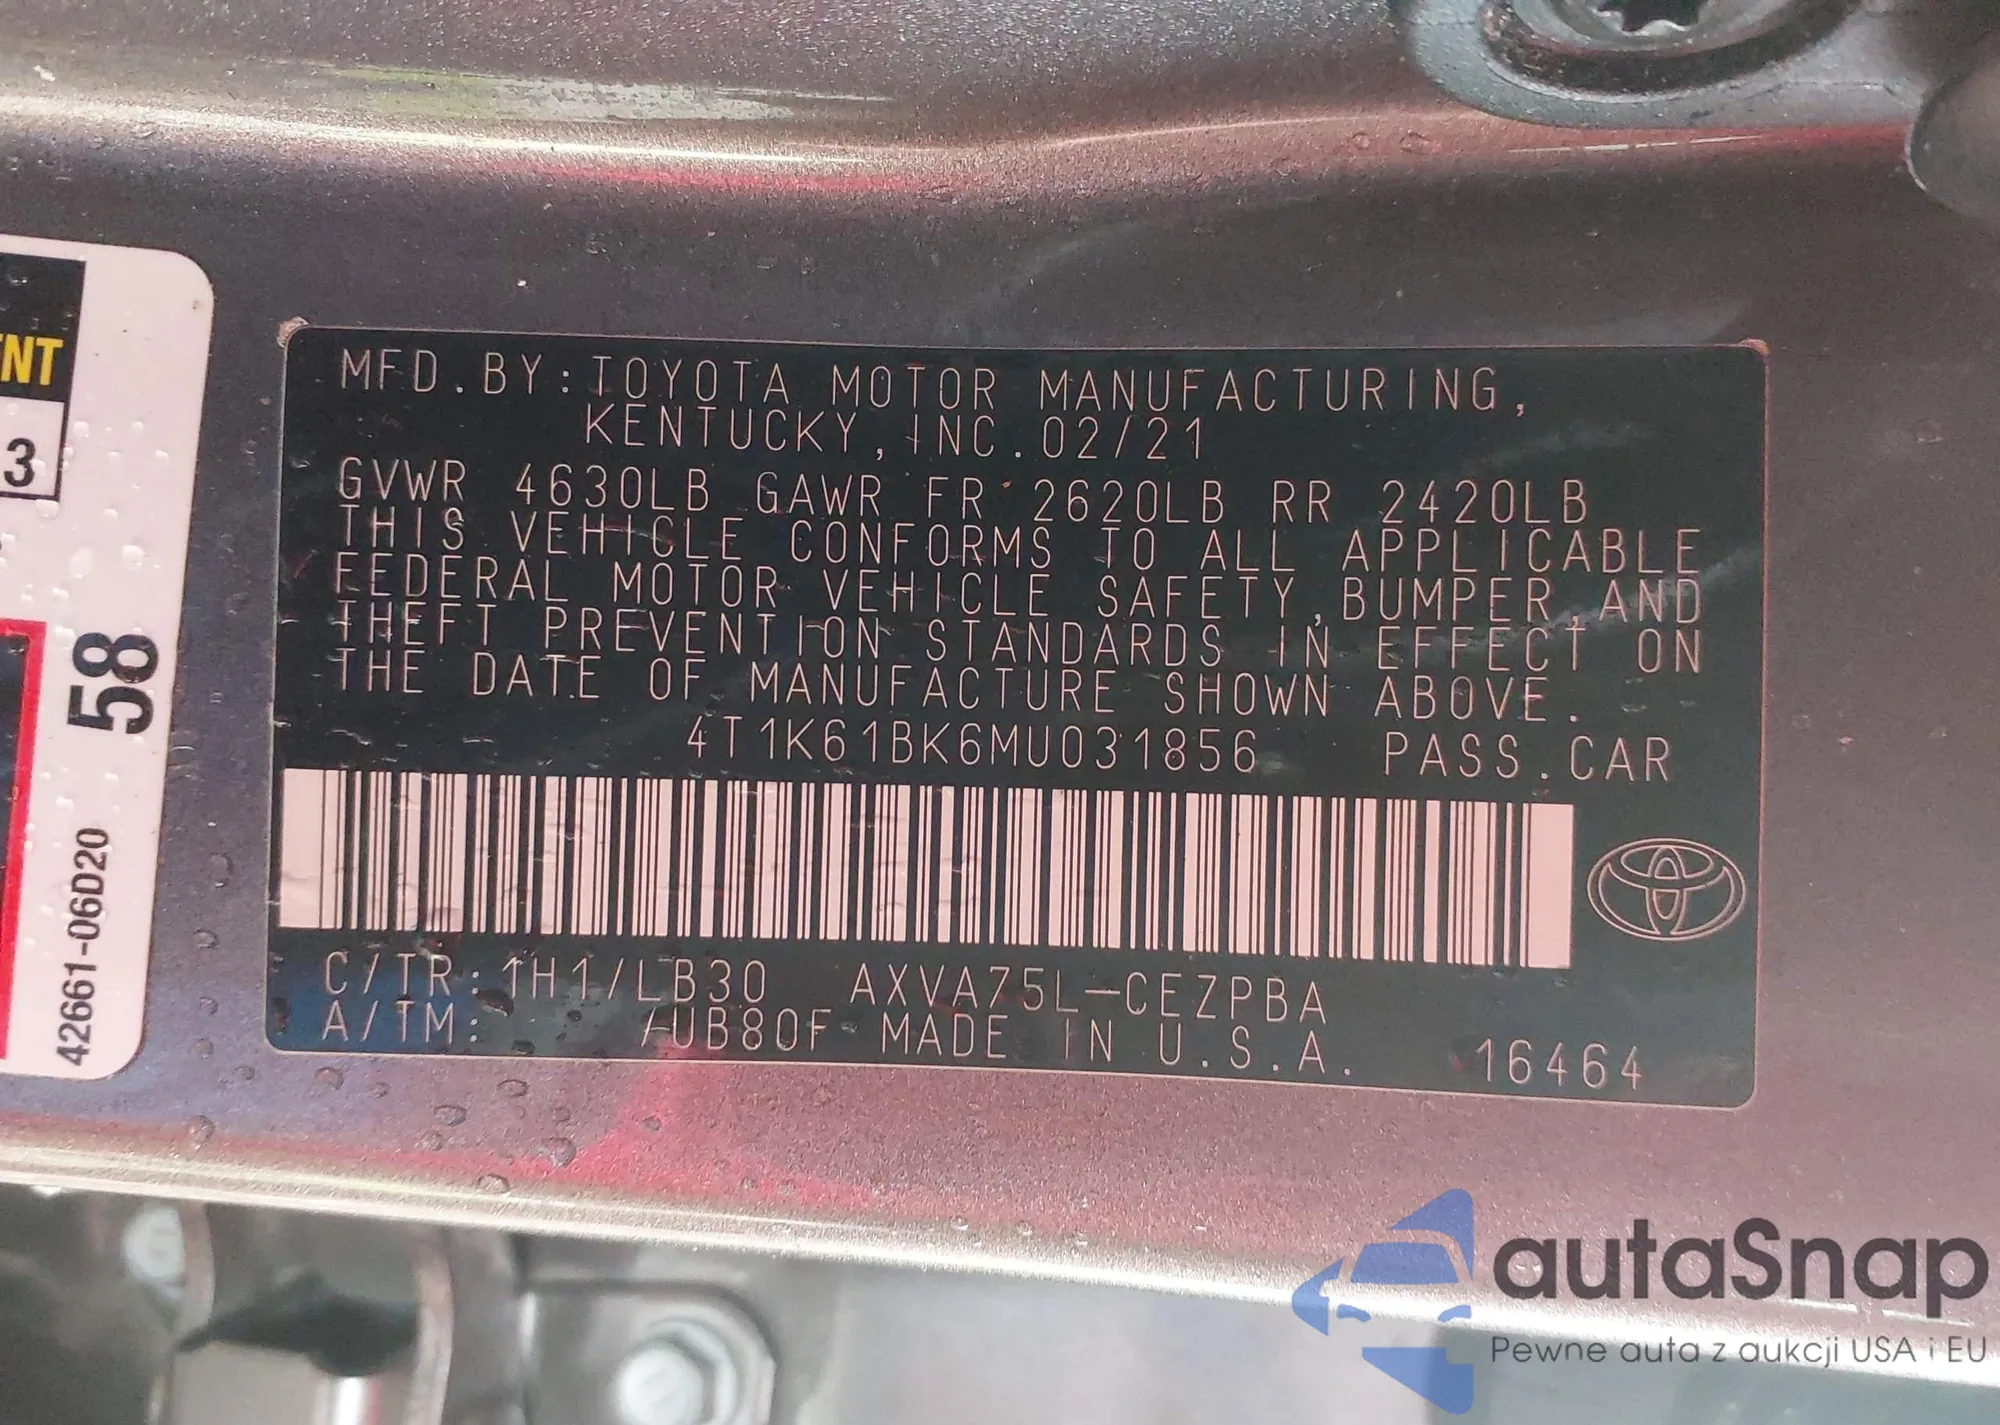 ENT
3
58
42661-06D20
MFD.BY:TOYOTA MOTOR MANUFACTURING,
KENTUCKY,INC.02/21
GVWR 4630LB GAWR FR 2620LB RR 2420LB
THIS VEHICLE CONFORMS TO ALL APPLICABLE
FEDERAL MOTOR VEHICLE SAFETY,BUMPER,AND
THEFT PREVENTION STANDARDS IN EFFECT ON
THE DATE OF MANUFACTURE SHOWN ABOVE.
4T1K61BK6MU031856 PASS.CAR
C/TR:1H1/LB30 AXVA75L-CEZPBA
A/TM: /UB80F MADE IN U.S.A. 16464
autaSnap
Pewne auta z aukcji USA i EU